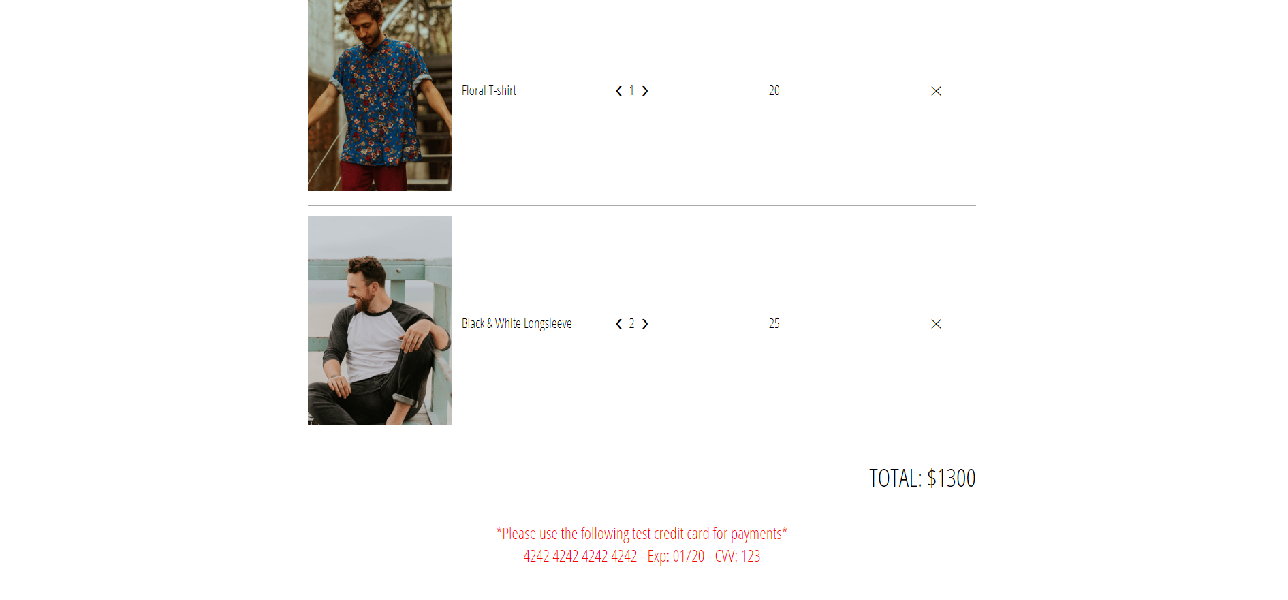 Floral T-shirt 1 20
Black & White Longsleeve 2 25
TOTAL: $1300
*Please use the following test credit card for payments*
4242 4242 4242 4242 - Exp: 01/20 - CVV: 123